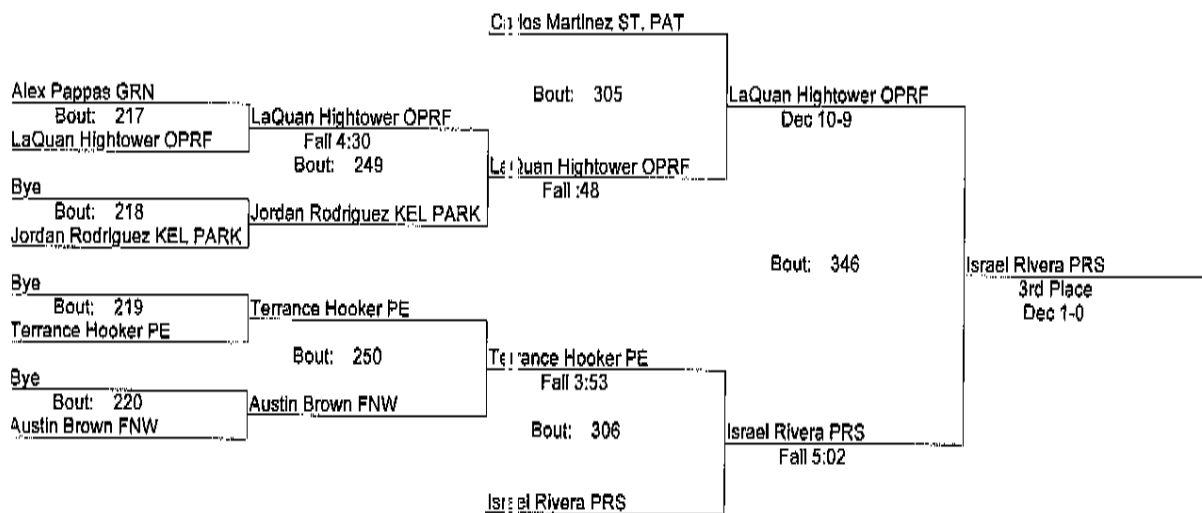 Carlos Martinez ST. PAT
Bout: 305
LaQuan Hightower OPRF
Dec 10-9
Alex Pappas GRN
Bout: 217
LaQuan Hightower OPRF
LaQuan Hightower OPRF
Fall 4:30
Bout: 249
LaQuan Hightower OPRF
Fall :48
Bye
Bout: 218
Jordan Rodriguez KEL PARK
Jordan Rodriguez KEL PARK
Bout: 346
Israel Rivera PRS
3rd Place
Dec 1-0
Bye
Bout: 219
Terrance Hooker PE
Terrance Hooker PE
Bout: 250
Terrance Hooker PE
Fall 3:53
Bye
Bout: 220
Austin Brown FNW
Austin Brown FNW
Bout: 306
Israel Rivera PRS
Fall 5:02
Israel Rivera PRS